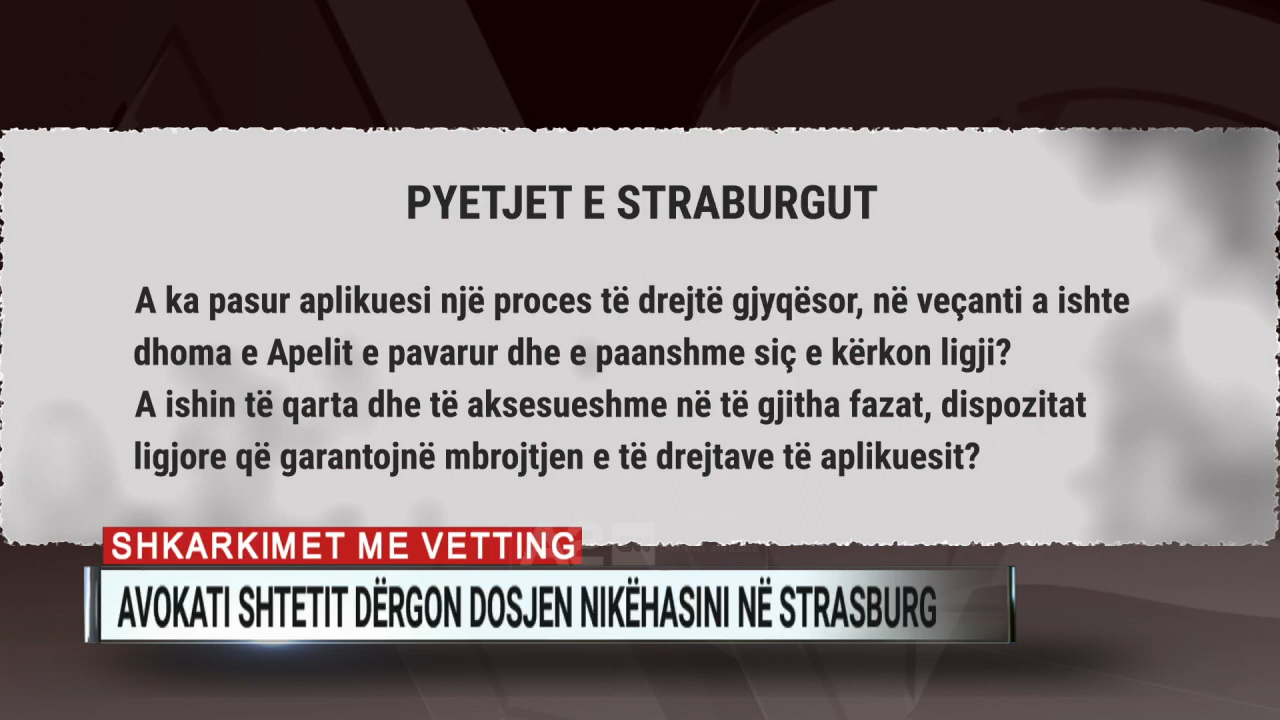 PYETJET E STRABURGUT
A ka pasur aplikuesi një proces të drejtë gjyqësor, në veçanti a ishte
dhoma e Apelit e pavarur dhe e paanshme siç e kërkon ligji?
A ishin të qarta dhe të aksesueshme në të gjitha fazat, dispozitat
ligjore që garantojnë mbrojtjen e të drejtave të aplikuesit?
SHKARKIMET ME VETTING
AVOKATI SHTETIT DËRGON DOSJEN NIKËHASINI NË STRASBURG